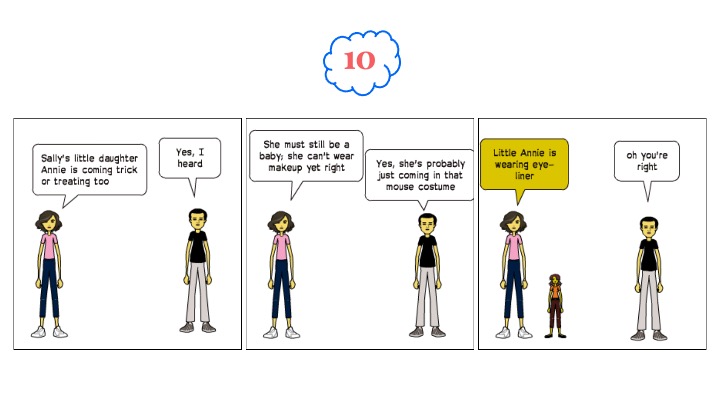 10
Sally's little daughter
Annie is coming trick
or treating too
Yes, I
heard
She must still be a
baby; she can't wear
makeup yet right
Yes, she's probably
just coming in that
mouse costume
Little Annie is
wearing eye-
liner
oh you're
right